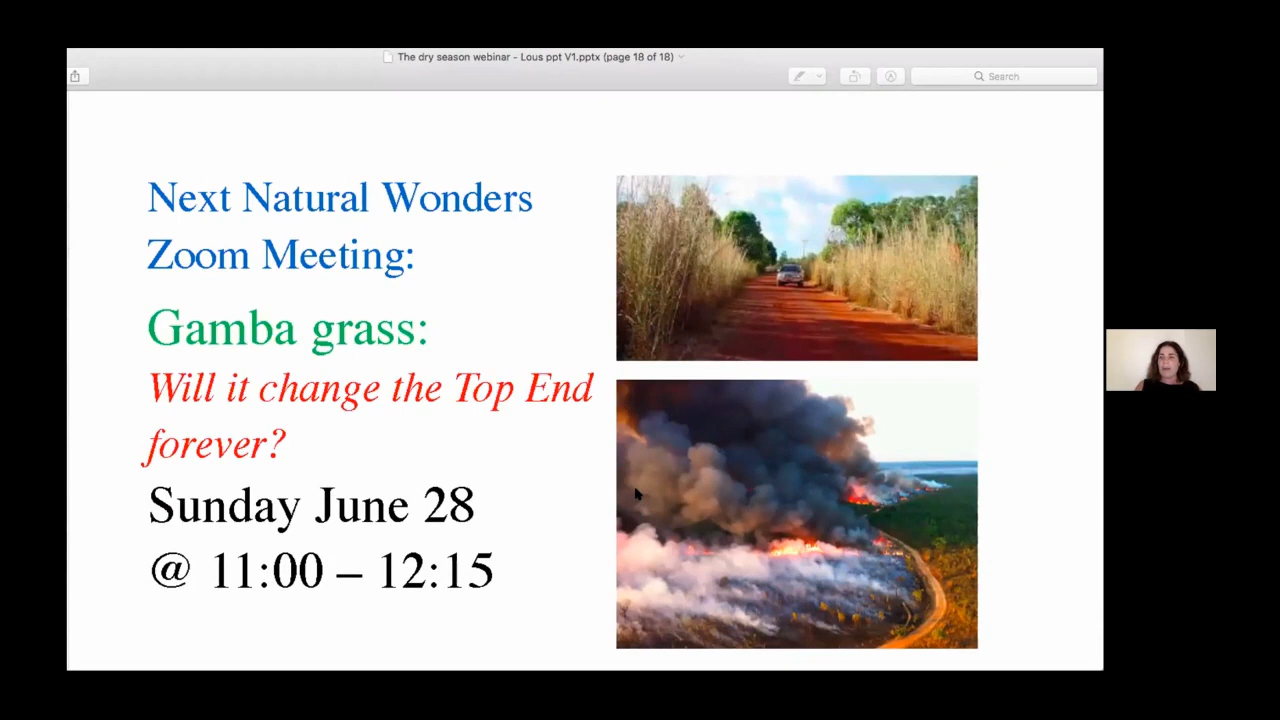 The dry season webinar - Lous ppt V1.pptx (page 18 of 18)
Search
Next Natural Wonders
Zoom Meeting:
Gamba grass:
Will it change the Top End
forever?
Sunday June 28
@ 11:00 – 12:15